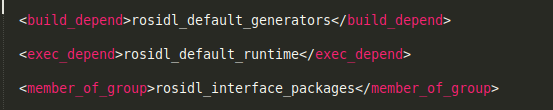 <build_depend>rosidl_default_generators</build_depend>
<exec_depend>rosidl_default_runtime</exec_depend>
<member_of_group>rosidl_interface_packages</member_of_group>